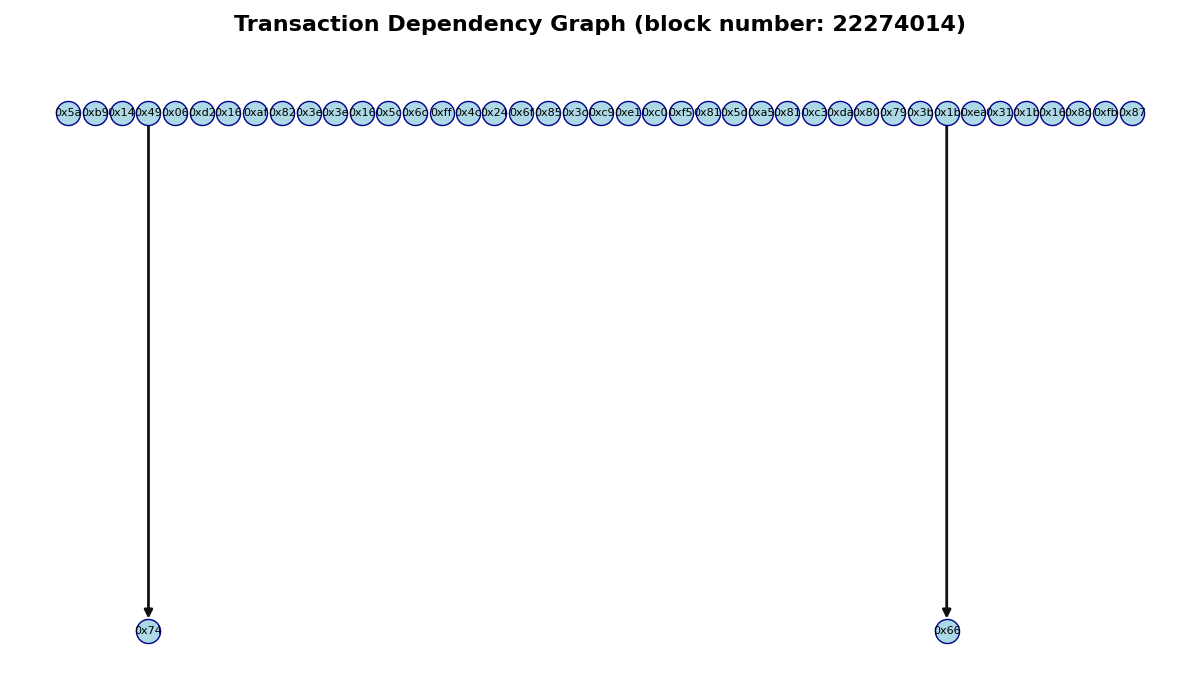 Transaction Dependency Graph (block number: 22274014)
0x5a 0xb9 0x14 0x49 0x06 0xd2 0x16 0xaf 0x82 0x3e 0x3e 0x16 0x5c 0x6c 0xff 0x4c 0x24 0x6f 0x85 0x3c 0xc9 0xe1 0xc0 0xf5 0x81 0x5d 0xa5 0x81 0xc3 0xda 0x80 0x79 0x3b 0x1b 0xea 0x31 0x1b 0x16 0x8d 0xfb 0x87
0x74 0x66